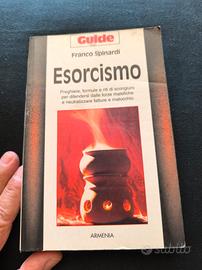 Guide
Franco Spinardi
Esorcismo
Preghiere, formule e riti di scongiuro
per difendersi dalle forze malefiche
e neutralizzare fatture e malocchio
ARMENIA
subito